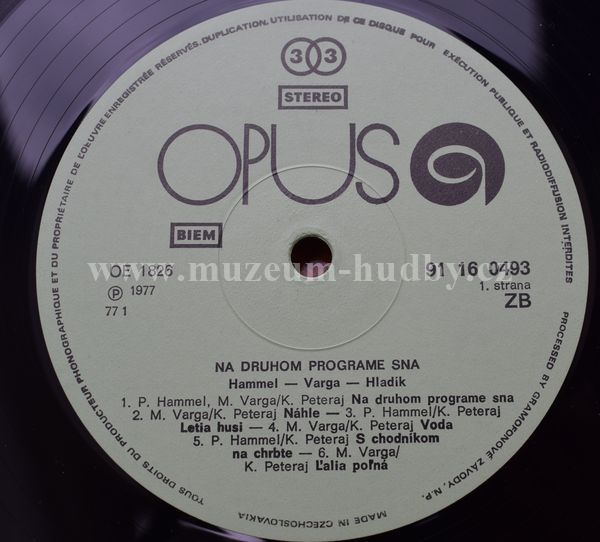 TOUS DROITS DU PRODUCTEUR PHONOGRAPHIQUE ET DU PROPRIÉTAIRE DE L'OEUVRE ENREGISTRÉE RÉSERVÉS. DUPLICATION, UTILISATION DE CE DISQUE POUR EXÉCUTION PUBLIQUE ET RADIODIFFUSION INTERDITES
PROCESSED BY GRAMOFONOVÉ ZÁVODY, N.P.
MADE IN CZECHOSLOVAKIA
33
STEREO
OPUS
BIEM
OE 1826
℗ 1977
77 1
91 16 0493
1. strana
ZB
www.muzeum-hudby.cz
NA DRUHOM PROGRAME SNA
Hammel — Varga — Hladík
1. P. Hammel, M. Varga/K. Peteraj Na druhom programe sna
2. M. Varga/K. Peteraj Náhle — 3. P. Hammel/K. Peteraj
Letia husi — 4. M. Varga/K. Peteraj Voda
5. P. Hammel/K. Peteraj S chodníkom
na chrbte — 6. M. Varga/
K. Peteraj Ľalia poľná